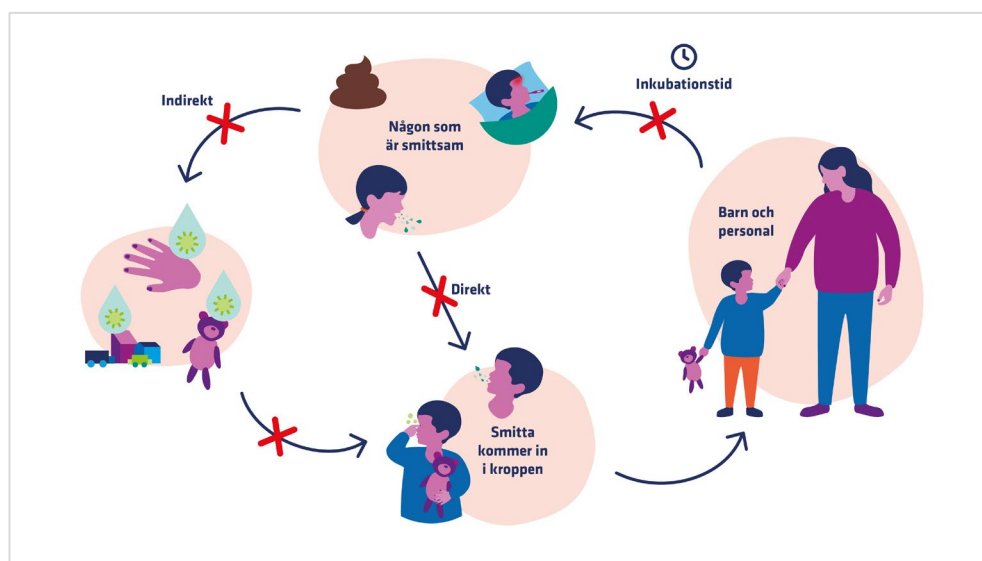 Inkubationstid
Indirekt
Någon som
är smittsam
Barn och
personal
Direkt
Smitta
kommer in
i kroppen